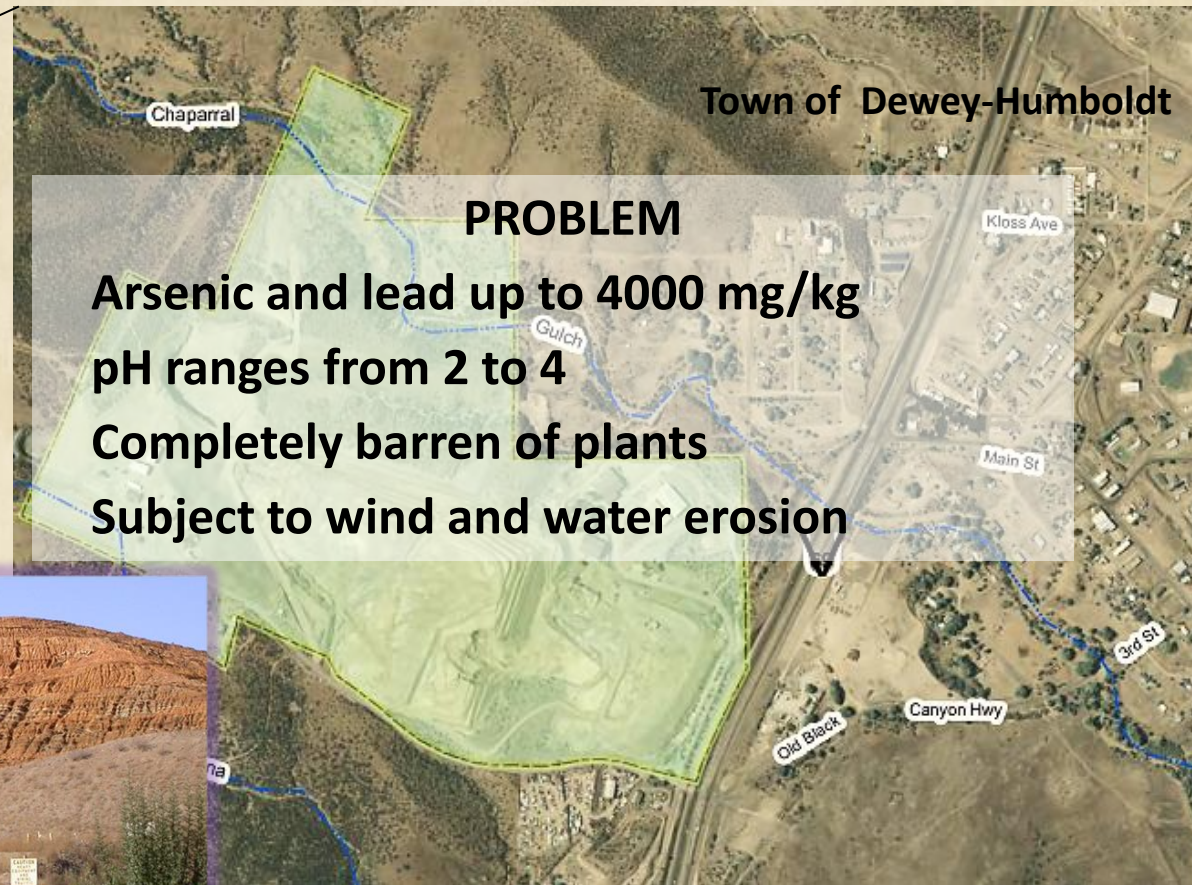 Chaparral
Town of Dewey-Humboldt
PROBLEM
Kloss Ave
Arsenic and lead up to 4000 mg/kg
Gulch
pH ranges from 2 to 4
Completely barren of plants
Main St
Subject to wind and water erosion
3rd St
Canyon Hwy
Old Black
na
CAUTION